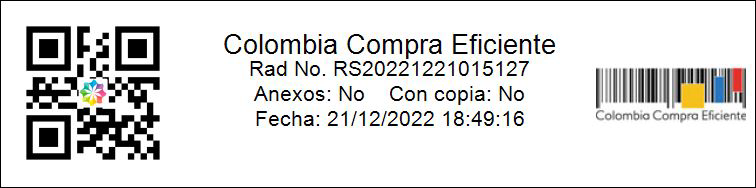 Colombia Compra Eficiente
Rad No. RS20221221015127
Anexos: No    Con copia: No
Fecha: 21/12/2022 18:49:16
Colombia Compra Eficiente